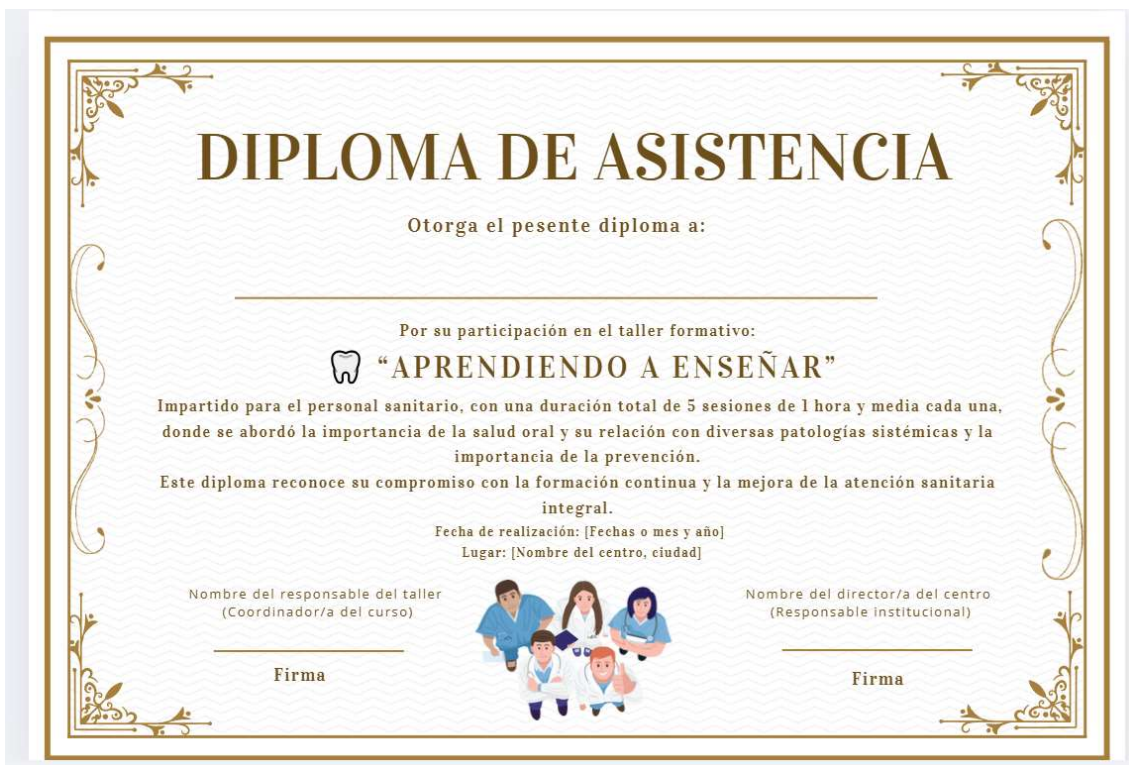 DIPLOMA DE ASISTENCIA
Otorga el pesente diploma a:
Por su participación en el taller formativo:
“APRENDIENDO A ENSEÑAR”
Impartido para el personal sanitario, con una duración total de 5 sesiones de 1 hora y media cada una,
donde se abordó la importancia de la salud oral y su relación con diversas patologías sistémicas y la
importancia de la prevención.
Este diploma reconoce su compromiso con la formación continua y la mejora de la atención sanitaria
integral.
Fecha de realización: [Fechas o mes y año]
Lugar: [Nombre del centro, ciudad]
Nombre del responsable del taller
(Coordinador/a del curso)
Firma
Nombre del director/a del centro
(Responsable institucional)
Firma